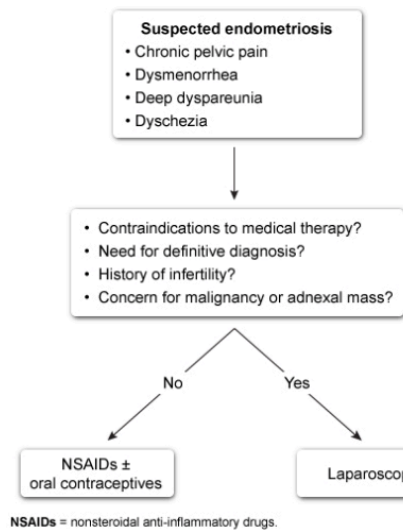 Suspected endometriosis
• Chronic pelvic pain
• Dysmenorrhea
• Deep dyspareunia
• Dyschezia
• Contraindications to medical therapy?
• Need for definitive diagnosis?
• History of infertility?
• Concern for malignancy or adnexal mass?
No
Yes
NSAIDs ±
oral contraceptives
Laparoscop
NSAIDs = nonsteroidal anti-inflammatory drugs.